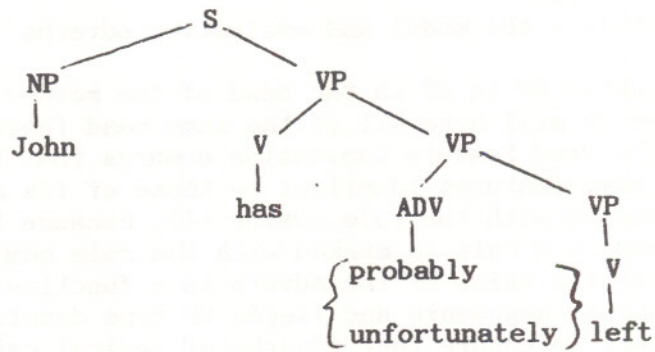 S
NP VP
John V VP
has ADV VP
probably V
unfortunately left